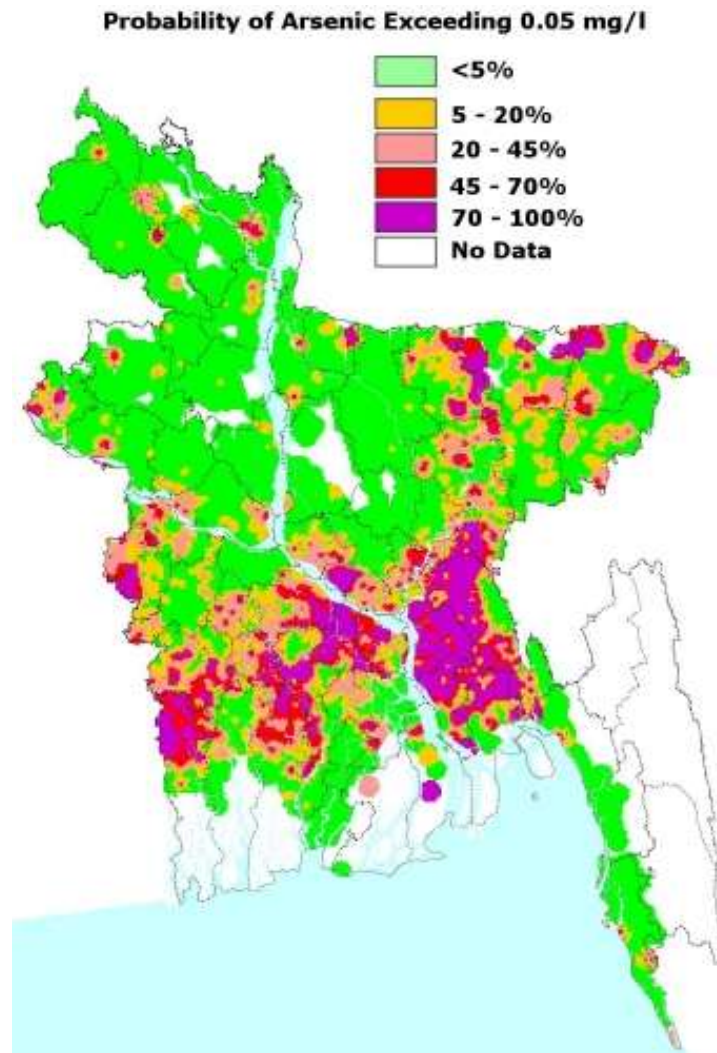 Probability of Arsenic Exceeding 0.05 mg/l
<5%
5 - 20%
20 - 45%
45 - 70%
70 - 100%
No Data